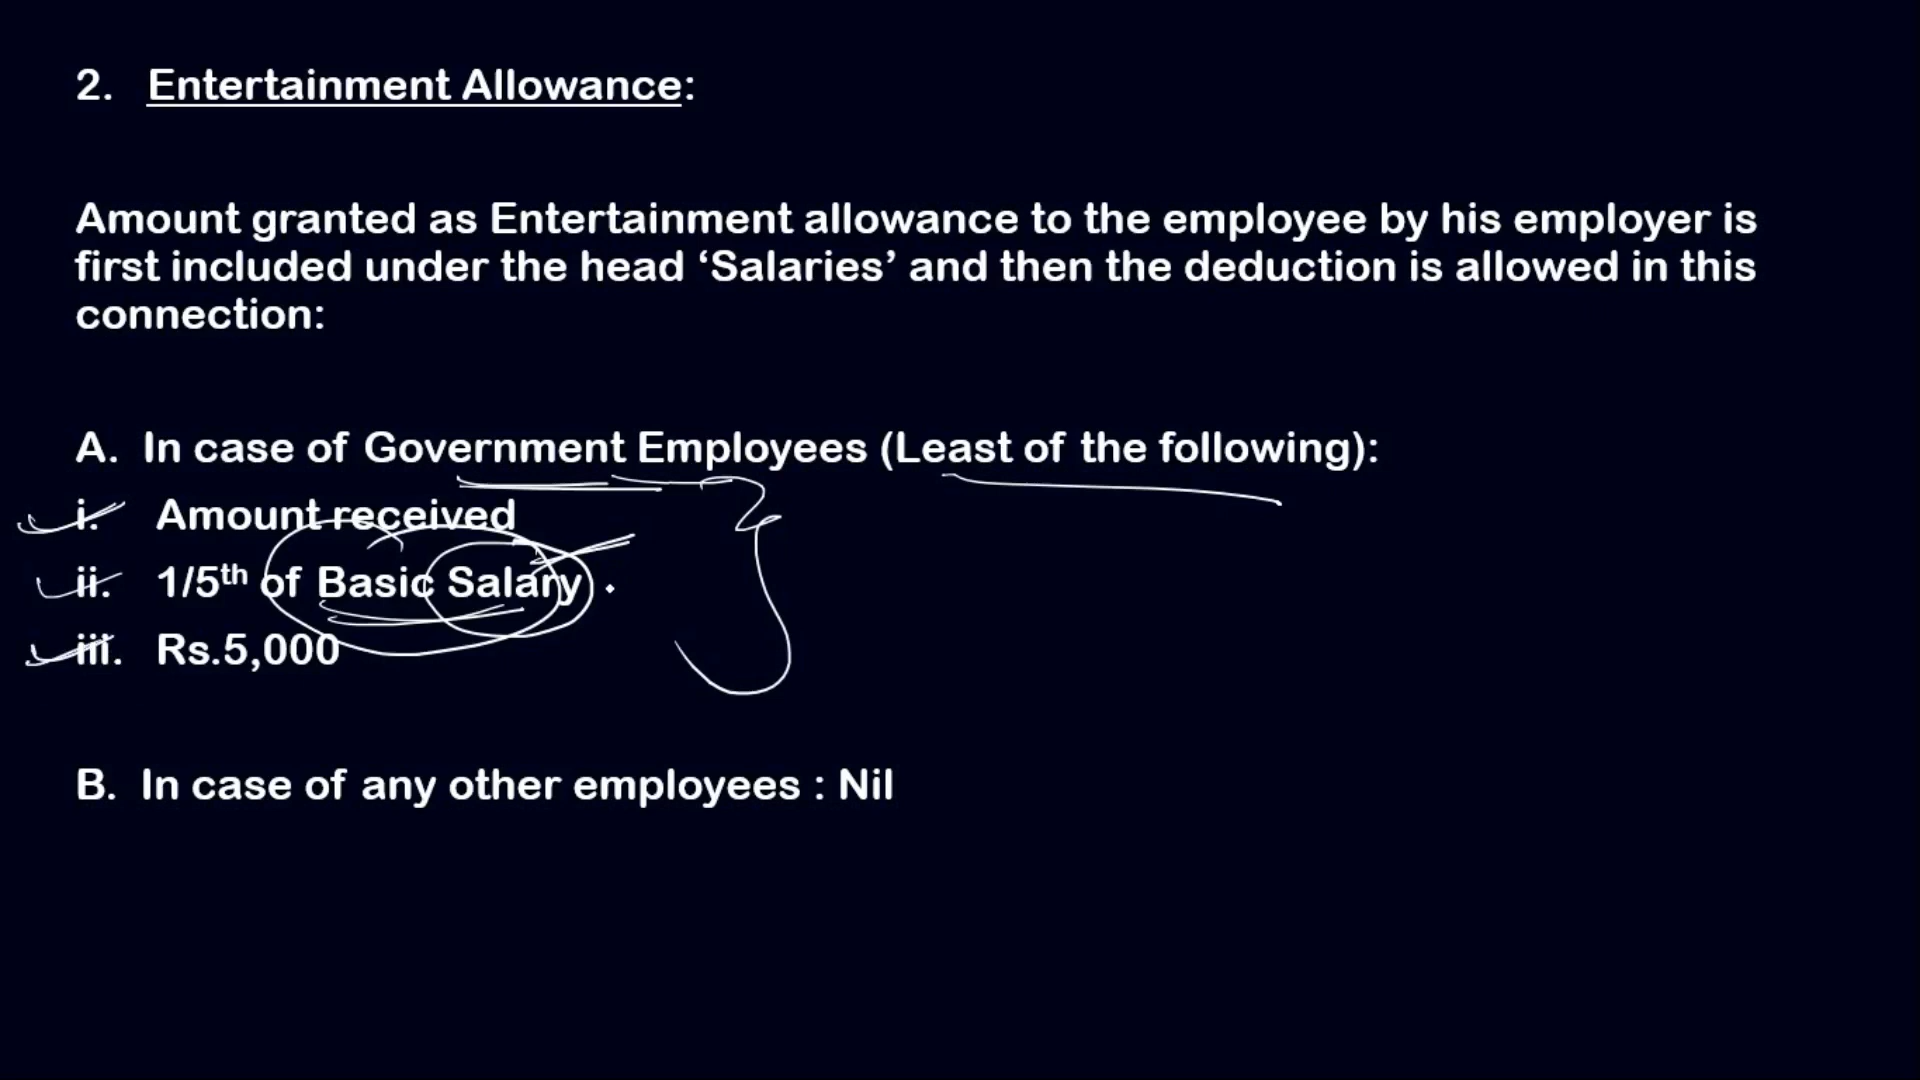 2. Entertainment Allowance:
Amount granted as Entertainment allowance to the employee by his employer is
first included under the head ‘Salaries’ and then the deduction is allowed in this
connection:
A. In case of Government Employees (Least of the following):
i. Amount received
ii. 1/5th of Basic Salary
iii. Rs.5,000
B. In case of any other employees : Nil